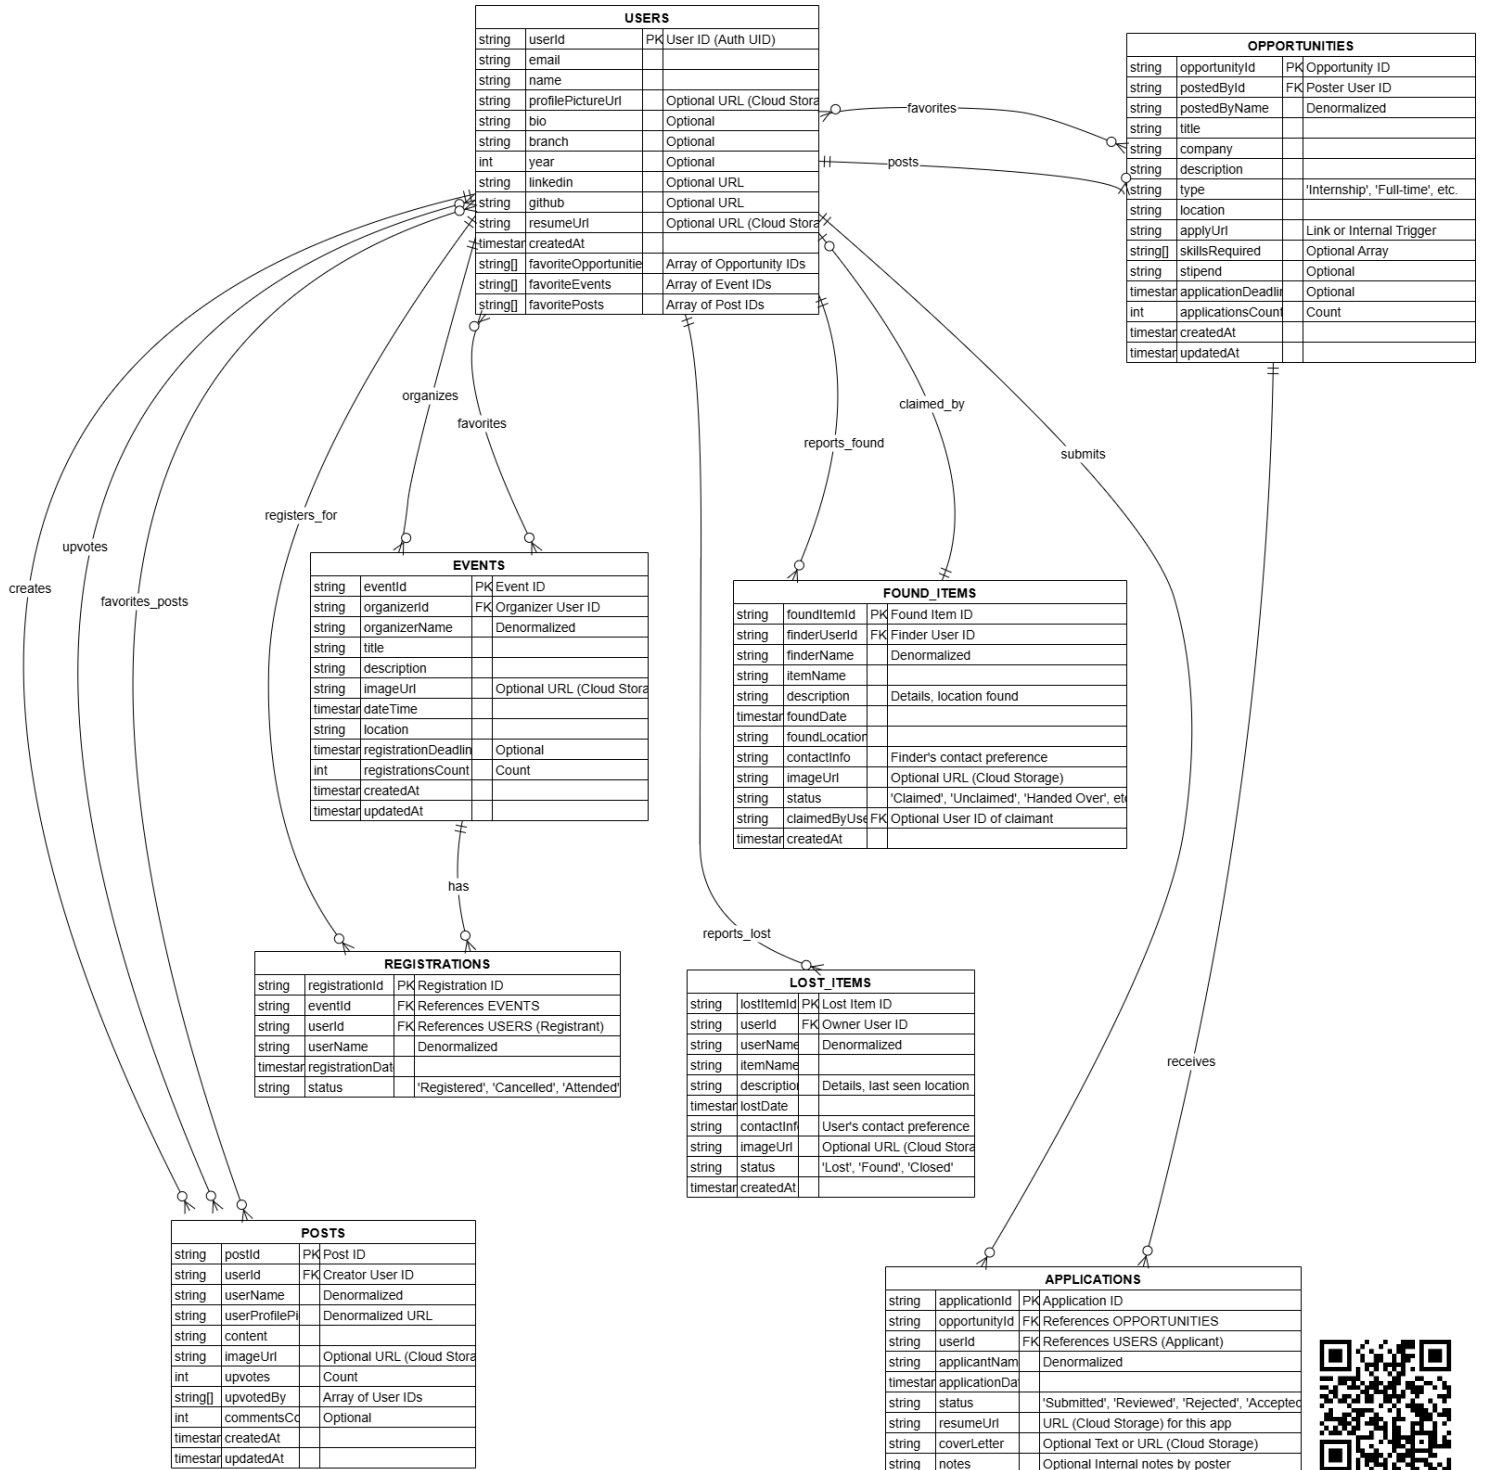 USERS
string userId PK User ID (Auth UID)
string email
string name
string profilePictureUrl Optional URL (Cloud Stora
string bio Optional
string branch Optional
int year Optional
string linkedin Optional URL
string github Optional URL
string resumeUrl Optional URL (Cloud Stora
timestar createdAt
string[] favoriteOpportunitie Array of Opportunity IDs
string[] favoriteEvents Array of Event IDs
string[] favoritePosts Array of Post IDs
OPPORTUNITIES
string opportunityId PK Opportunity ID
string postedById FK Poster User ID
string postedByName Denormalized
string title
string company
string description
string type 'Internship', 'Full-time', etc.
string location
string applyUrl Link or Internal Trigger
string[] skillsRequired Optional Array
string stipend Optional
timestar applicationDeadlin Optional
int applicationsCount Count
timestar createdAt
timestar updatedAt
favorites
posts
organizes
favorites
claimed_by
reports_found
submits
registers_for
upvotes
creates
favorites_posts
EVENTS
string eventId PK Event ID
string organizerId FK Organizer User ID
string organizerName Denormalized
string title
string description
string imageUrl Optional URL (Cloud Stora
timestar dateTime
string location
timestar registrationDeadlin Optional
int registrationsCount Count
timestar createdAt
timestar updatedAt
FOUND_ITEMS
string foundItemId PK Found Item ID
string finderUserId FK Finder User ID
string finderName Denormalized
string itemName
string description Details, location found
timestar foundDate
string foundLocation
string contactInfo Finder's contact preference
string imageUrl Optional URL (Cloud Storage)
string status 'Claimed', 'Unclaimed', 'Handed Over', etc
string claimedByUse FK Optional User ID of claimant
timestar createdAt
has
reports_lost
receives
REGISTRATIONS
string registrationId PK Registration ID
string eventId FK References EVENTS
string userId FK References USERS (Registrant)
string userName Denormalized
timestar registrationDat
string status 'Registered', 'Cancelled', 'Attended'
LOST_ITEMS
string lostItemId PK Lost Item ID
string userId FK Owner User ID
string userName Denormalized
string itemName
string description Details, last seen location
timestar lostDate
string contactInf User's contact preference
string imageUrl Optional URL (Cloud Stora
string status 'Lost', 'Found', 'Closed'
timestar createdAt
POSTS
string postId PK Post ID
string userId FK Creator User ID
string userName Denormalized
string userProfilePi Denormalized URL
string content
string imageUrl Optional URL (Cloud Stora
int upvotes Count
string[] upvotedBy Array of User IDs
int commentsCo Optional
timestar createdAt
timestar updatedAt
APPLICATIONS
string applicationId PK Application ID
string opportunityId FK References OPPORTUNITIES
string userId FK References USERS (Applicant)
string applicantNam Denormalized
timestar applicationDat
string status 'Submitted', 'Reviewed', 'Rejected', 'Accepted
string resumeUrl URL (Cloud Storage) for this app
string coverLetter Optional Text or URL (Cloud Storage)
string notes Optional Internal notes by poster